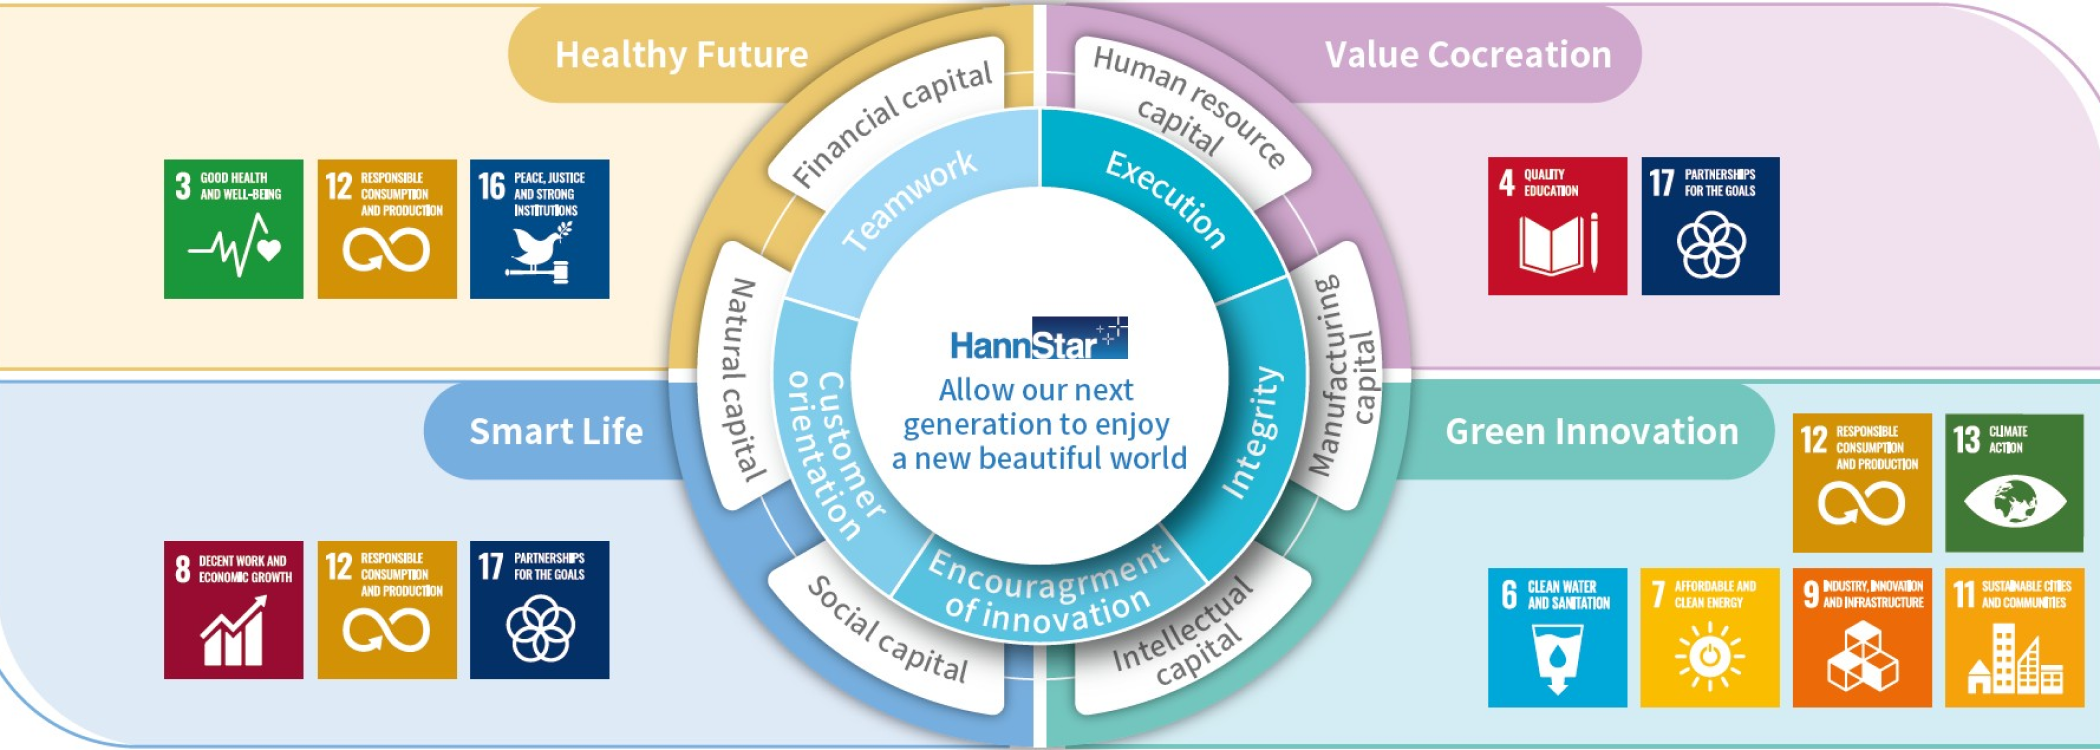 Healthy Future
3 GOOD HEALTH
AND WELL-BEING
12 RESPONSIBLE
CONSUMPTION
AND PRODUCTION
16 PEACE, JUSTICE
AND STRONG
INSTITUTIONS
Value Cocreation
4 QUALITY
EDUCATION
17 PARTNERSHIPS
FOR THE GOALS
Financial capital
Human resource
capital
Natural capital
Manufacturing
capital
Social capital
Intellectual
capital
Teamwork
Execution
Customer
orientation
Integrity
Encouragrment
of innovation
HannStar
Allow our next
generation to enjoy
a new beautiful world
Smart Life
8 DECENT WORK AND
ECONOMIC GROWTH
12 RESPONSIBLE
CONSUMPTION
AND PRODUCTION
17 PARTNERSHIPS
FOR THE GOALS
Green Innovation
12 RESPONSIBLE
CONSUMPTION
AND PRODUCTION
13 CLIMATE
ACTION
6 CLEAN WATER
AND SANITATION
7 AFFORDABLE AND
CLEAN ENERGY
9 INDUSTRY, INNOVATION
AND INFRASTRUCTURE
11 SUSTAINABLE CITIES
AND COMMUNITIES